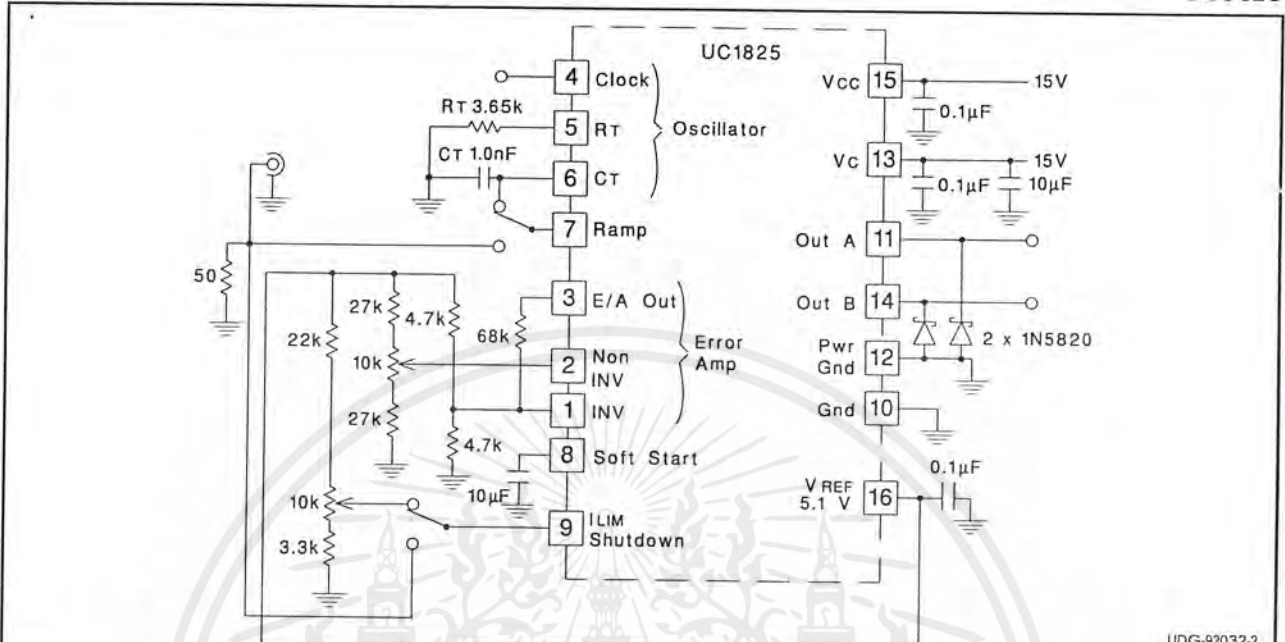 UC1825
4 Clock
RT 3.65k
5 RT
Oscillator
CT 1.0nF
6 CT
7 Ramp
50
3 E/A Out
27k
4.7k
22k
68k
Error
Amp
10k
2 Non
INV
27k
1 INV
4.7k
8 Soft Start
10µF
10k
9 ILIM
Shutdown
3.3k
Vcc 15
15V
0.1µF
Vc 13
15V
0.1µF
10µF
Out A 11
Out B 14
2 x 1N5820
Pwr
Gnd 12
Gnd 10
0.1µF
V REF
5.1 V 16
UDG-92032-2